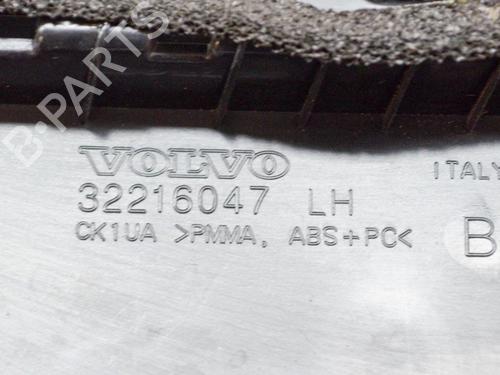 B-PARTS
VOLVO
ITALY
32216047 LH
CK1UA >PMMA, ABS+PC<
B